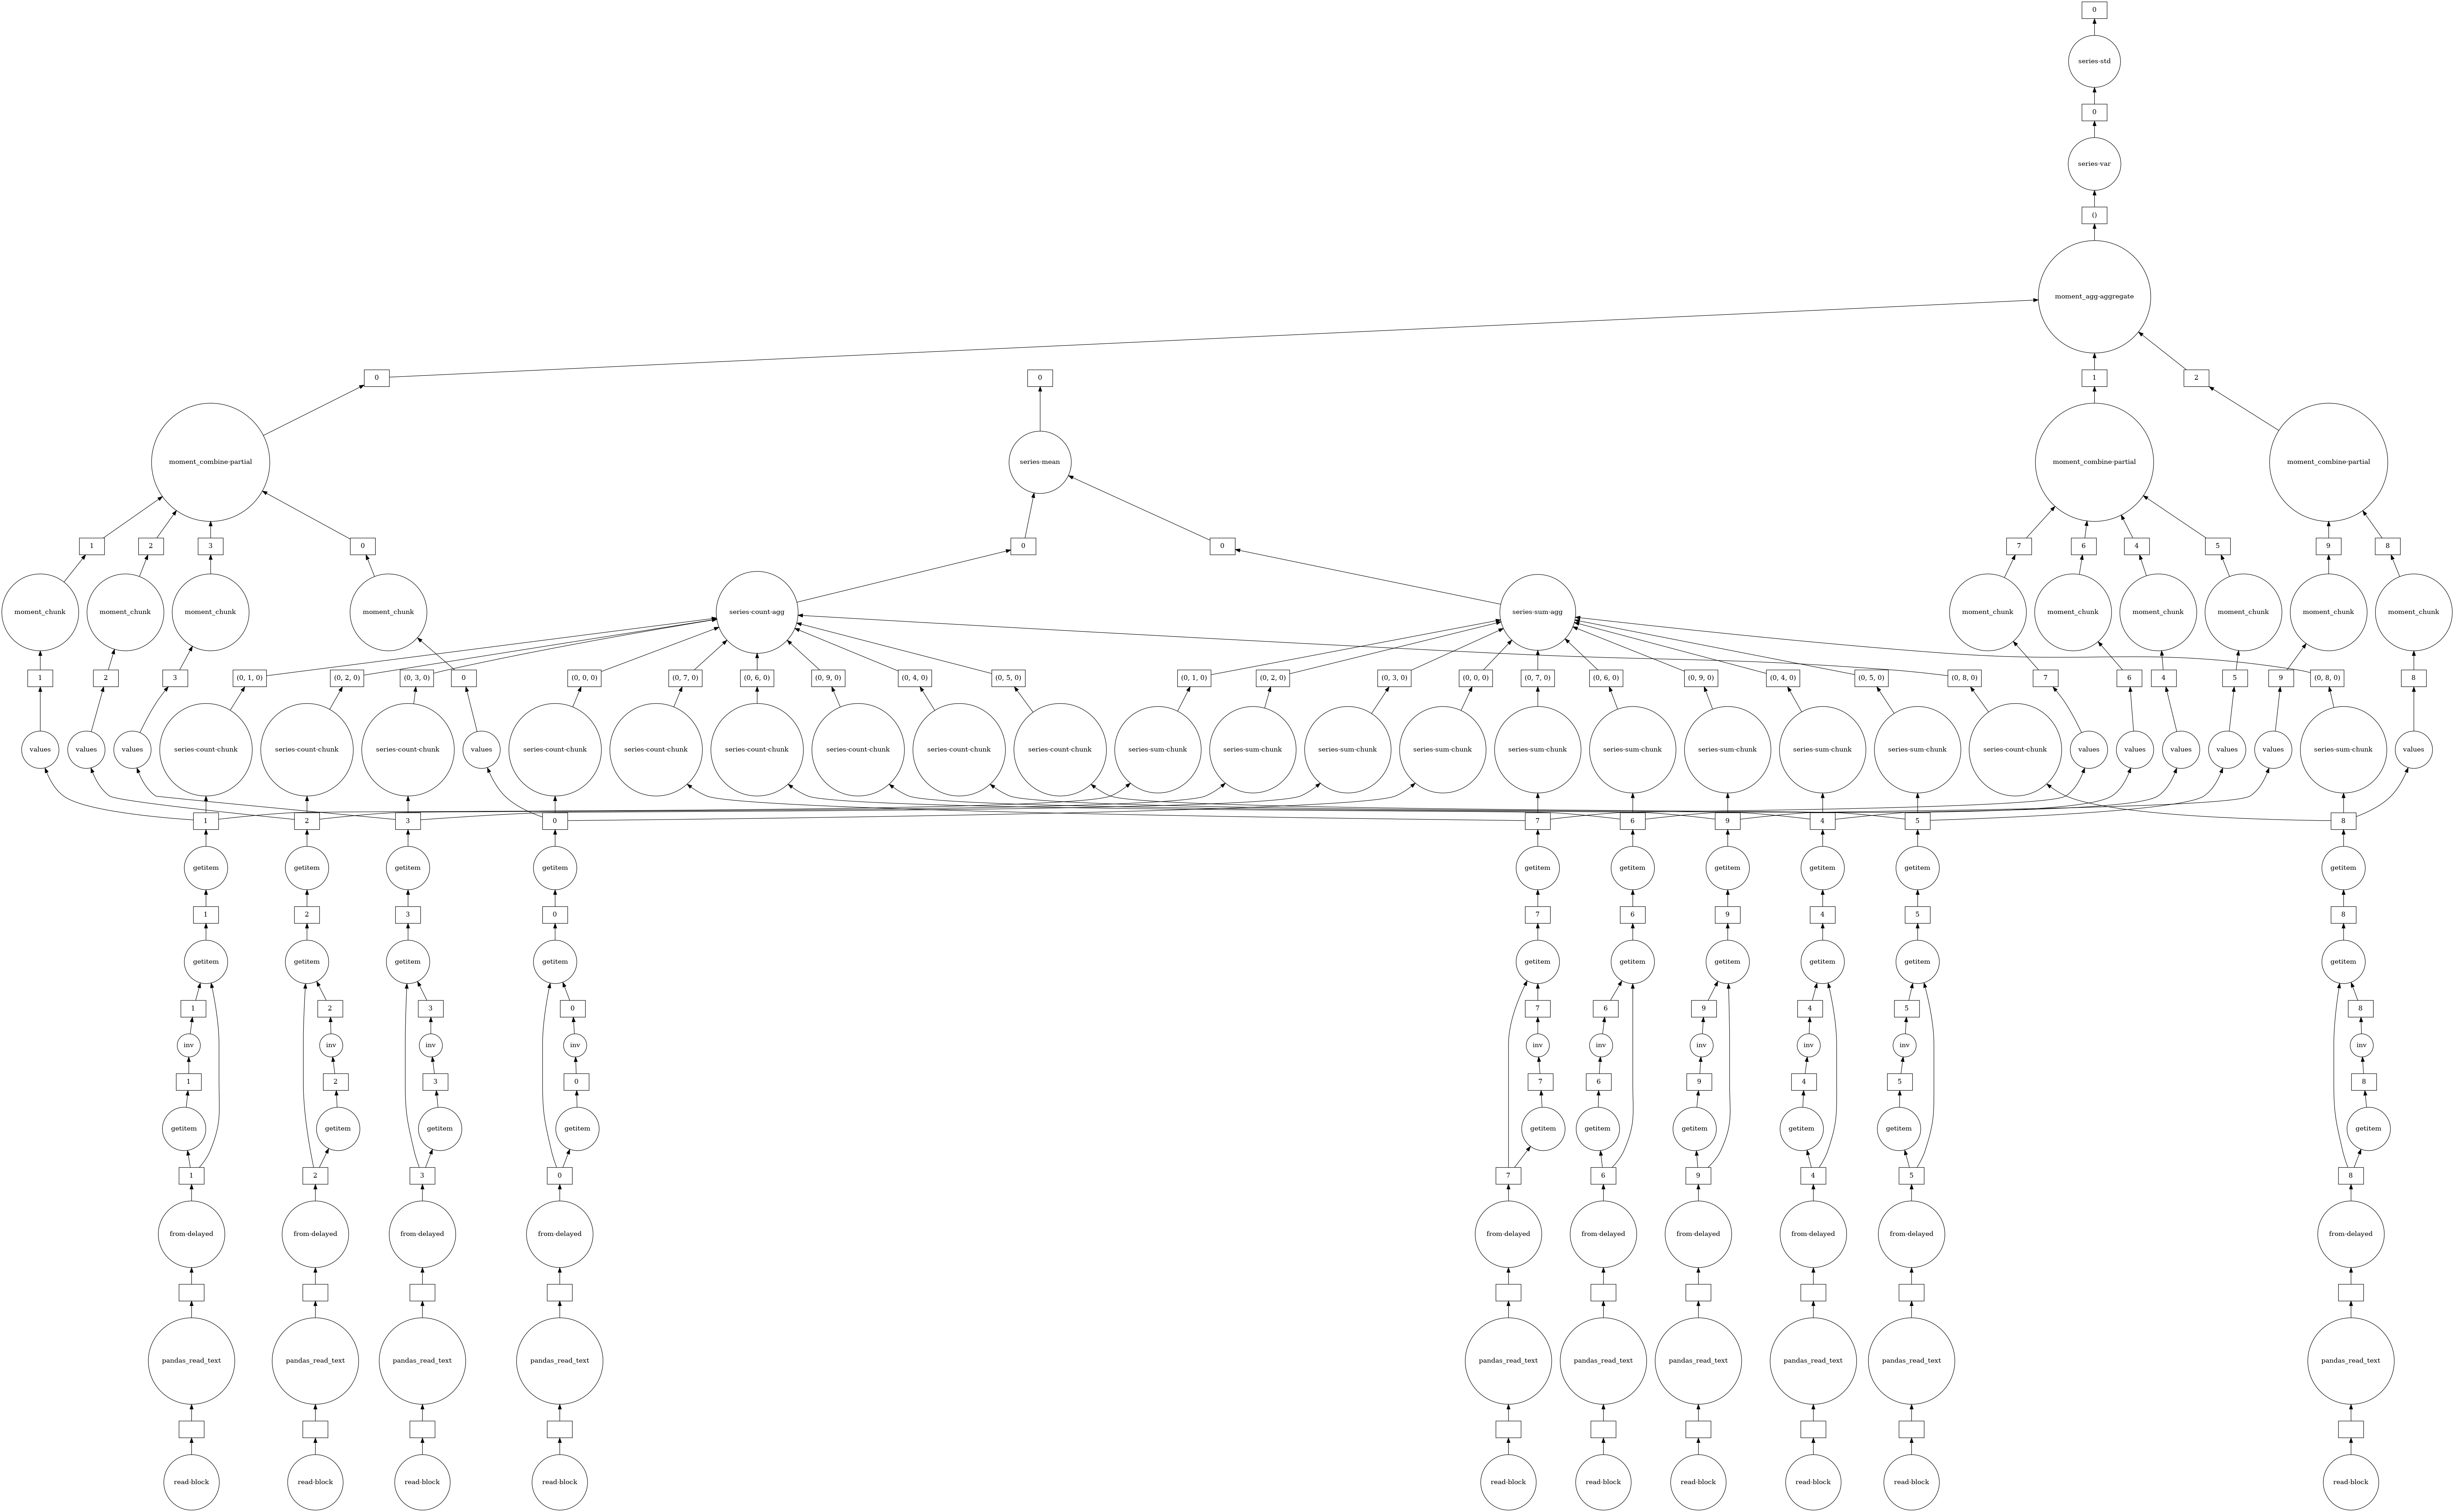 0
series-std
0
series-var
()
moment_agg-aggregate
0 0 1 2
moment_combine-partial series-mean moment_combine-partial moment_combine-partial
1 2 3 0 0 0 7 6 4 5 9 8
moment_chunk moment_chunk moment_chunk moment_chunk series-count-agg series-sum-agg moment_chunk moment_chunk moment_chunk moment_chunk moment_chunk moment_chunk
1 2 3 (0, 1, 0) (0, 2, 0) (0, 3, 0) 0 (0, 0, 0) (0, 7, 0) (0, 6, 0) (0, 9, 0) (0, 4, 0) (0, 5, 0) (0, 1, 0) (0, 2, 0) (0, 3, 0) (0, 0, 0) (0, 7, 0) (0, 6, 0) (0, 9, 0) (0, 4, 0) (0, 5, 0) (0, 8, 0) 7 6 4 5 9 (0, 8, 0) 8
values values values series-count-chunk series-count-chunk series-count-chunk values series-count-chunk series-count-chunk series-count-chunk series-count-chunk series-count-chunk series-count-chunk series-sum-chunk series-sum-chunk series-sum-chunk series-sum-chunk series-sum-chunk series-sum-chunk series-sum-chunk series-sum-chunk series-sum-chunk series-count-chunk values values values values values series-sum-chunk values
1 2 3 0 7 6 9 4 5 8
getitem getitem getitem getitem getitem getitem getitem getitem getitem getitem
1 2 3 0 7 6 9 4 5 8
getitem getitem getitem getitem getitem getitem getitem getitem getitem getitem
1 2 3 0 7 6 9 4 5 8
inv inv inv inv inv inv inv inv inv inv
1 2 3 0 7 6 9 4 5 8
getitem getitem getitem getitem getitem getitem getitem getitem getitem getitem
1 2 3 0 7 6 9 4 5 8
from-delayed from-delayed from-delayed from-delayed from-delayed from-delayed from-delayed from-delayed from-delayed from-delayed
pandas_read_text pandas_read_text pandas_read_text pandas_read_text pandas_read_text pandas_read_text pandas_read_text pandas_read_text pandas_read_text pandas_read_text
read-block read-block read-block read-block read-block read-block read-block read-block read-block read-block